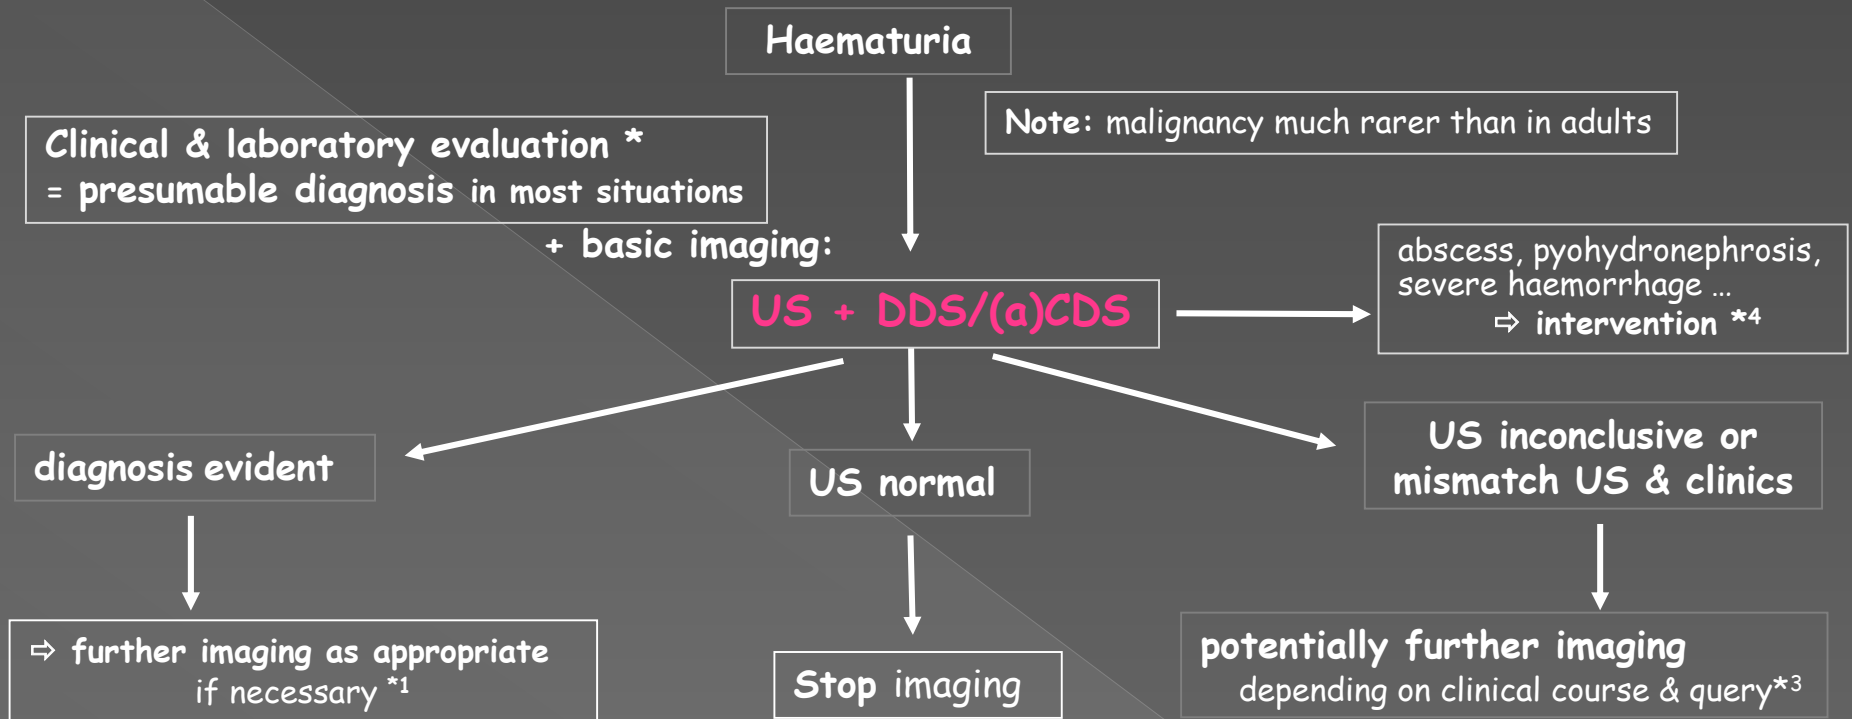 Haematuria
Note: malignancy much rarer than in adults
Clinical & laboratory evaluation *
= presumable diagnosis in most situations
+ basic imaging:
US + DDS/(a)CDS
abscess, pyohydronephrosis,
severe haemorrhage ...
⇨ intervention *4
diagnosis evident
US normal
US inconclusive or
mismatch US & clinics
⇨ further imaging as appropriate
if necessary *1
Stop imaging
potentially further imaging
depending on clinical course & query*3